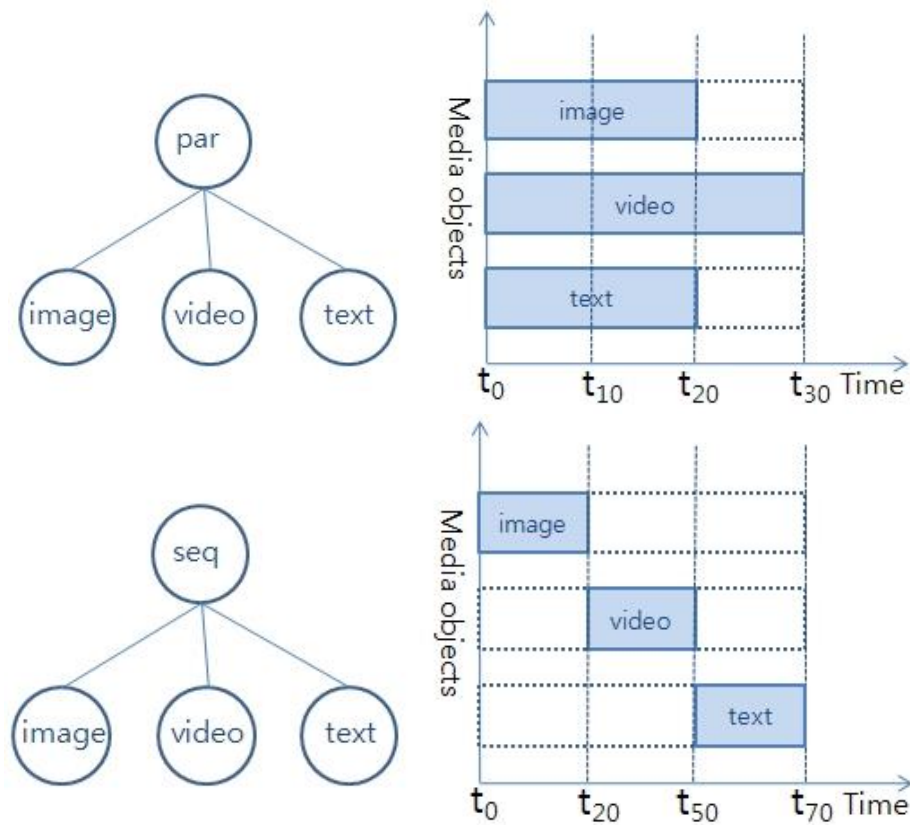 par
image video text
Media objects
image
video
text
t0 t10 t20 t30 Time
seq
image video text
Media objects
image
video
text
t0 t20 t50 t70 Time